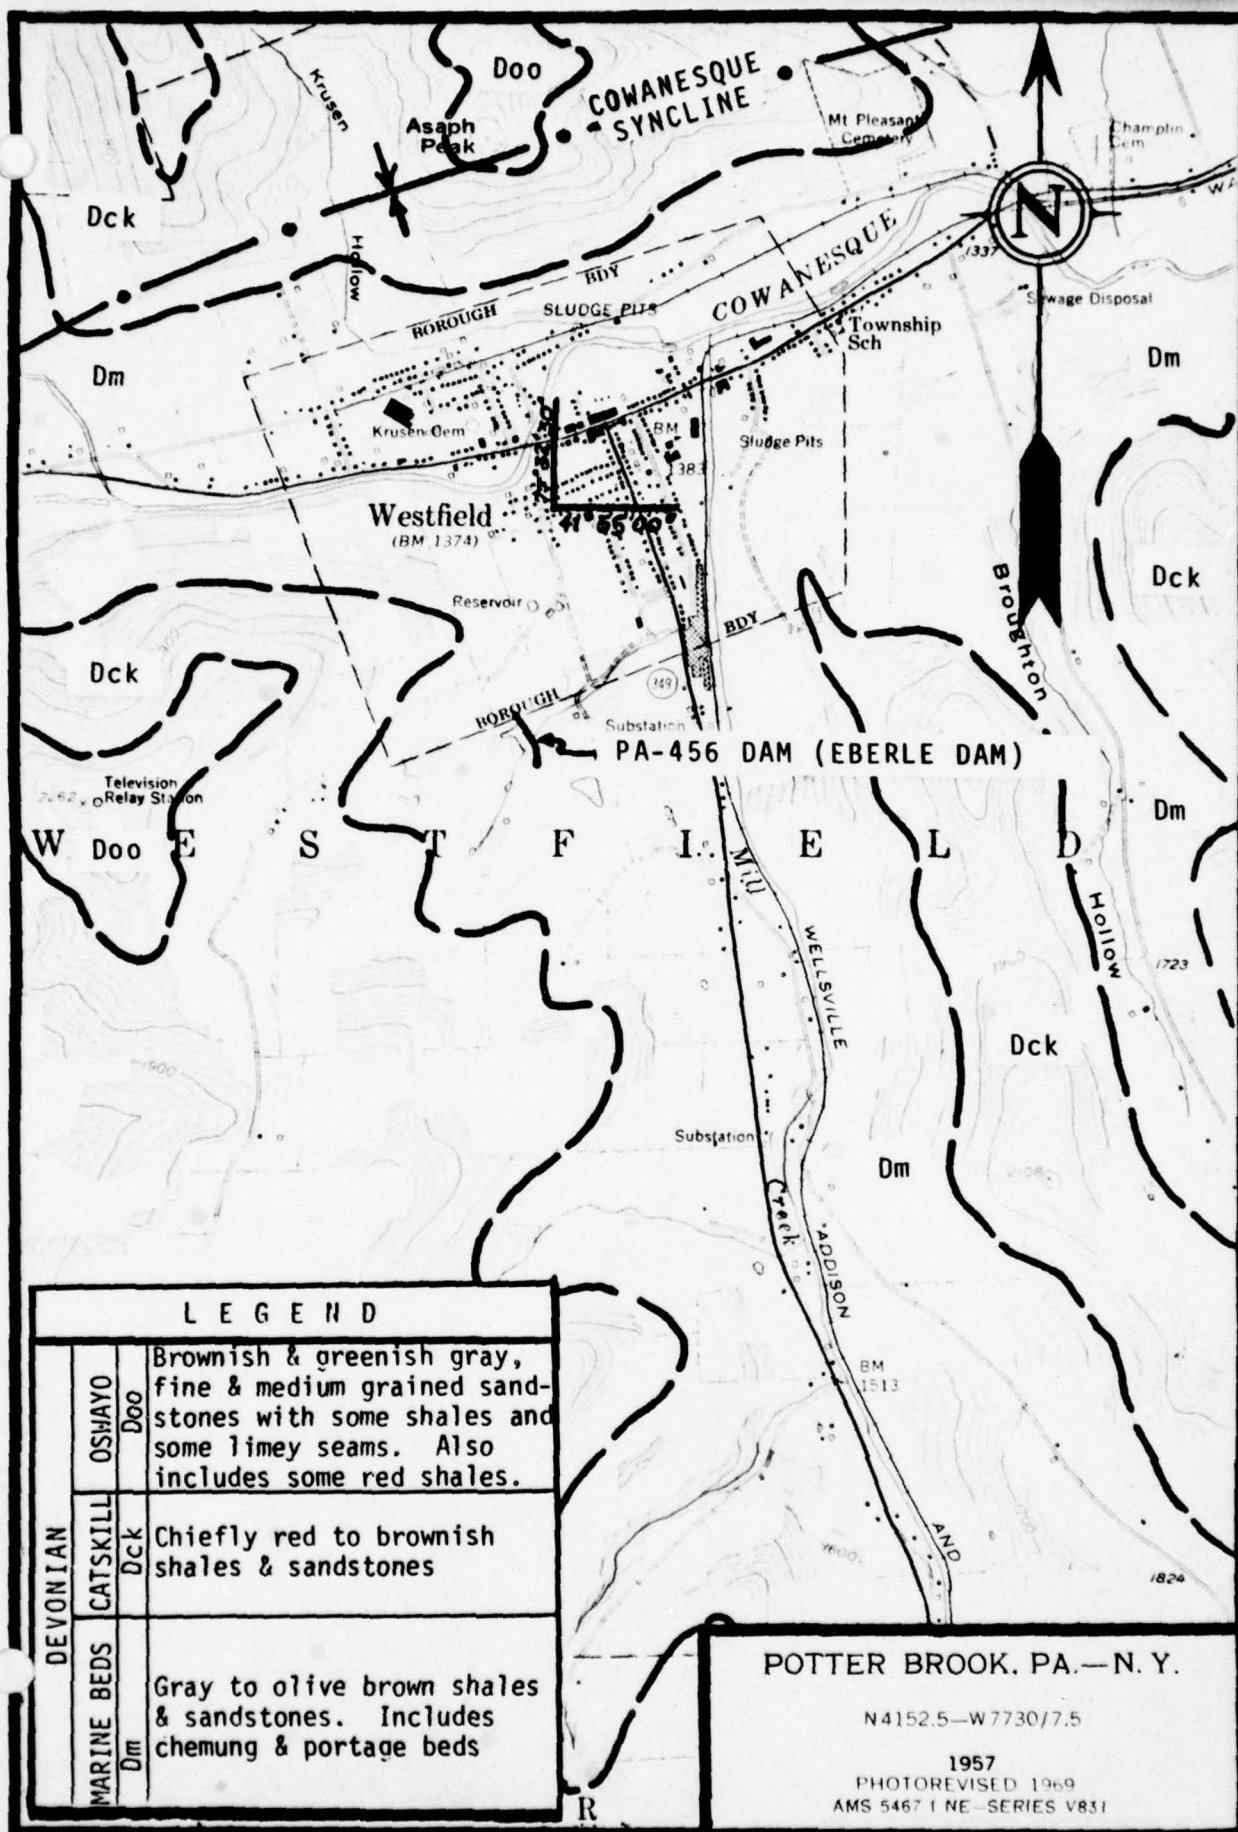 Doo
COWANESQUE
SYNCLINE
Krusen
Asaph
Peak
Mt Pleasant
Cemetery
Champlin
Cem
N
Dck
Hollow
BOROUGH BDY
SLUDGE PITS
COWANESQUE
1337
Sewage Disposal
Township
Sch
Dm
Dm
Krusen Cem
BM
1383
Sludge Pits
77° 32' 30"
41° 55' 00"
Westfield
(BM 1374)
Reservoir
Dck
Broughton
BOROUGH BDY
349
Dck
Substation
PA-456 DAM (EBERLE DAM)
Television
Relay Station
Dm
W E S T F I E L D
Doo
Mill
Hollow
WELLSVILLE
1723
Dck
1900
Substation
Dm
Creek
ADDISON
BM
1513
AND
1824
LEGEND
DEVONIAN
OSWAYO
Doo
Brownish & greenish gray,
fine & medium grained sand-
stones with some shales and
some limey seams. Also
includes some red shales.
CATSKILL
Dck
Chiefly red to brownish
shales & sandstones
MARINE BEDS
Dm
Gray to olive brown shales
& sandstones. Includes
chemung & portage beds
R
POTTER BROOK, PA.—N. Y.
N4152.5—W7730/7.5
1957
PHOTOREVISED 1969
AMS 5467 I NE—SERIES V831